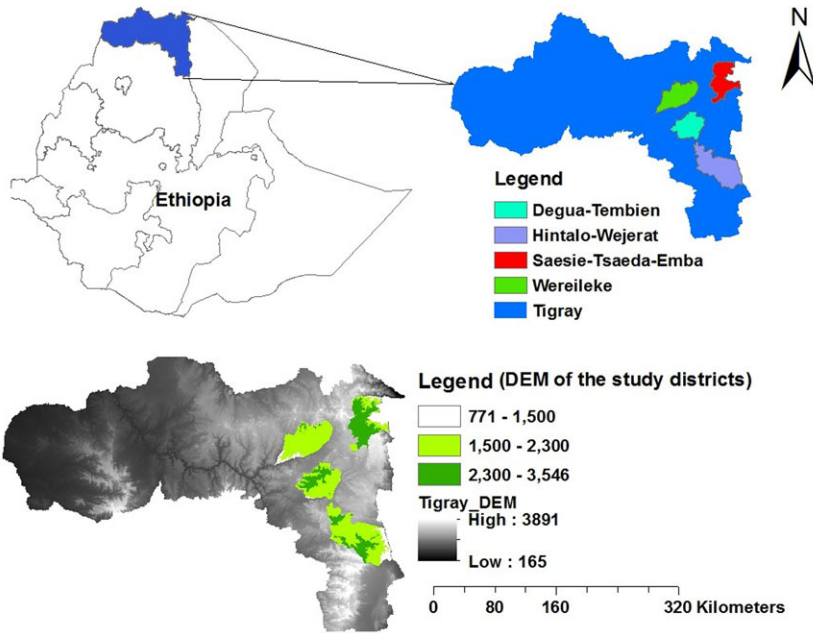 N
Ethiopia
Legend
Degua-Tembien
Hintalo-Wejerat
Saesie-Tsaeda-Emba
Wereileke
Tigray
Legend (DEM of the study districts)
771 - 1,500
1,500 - 2,300
2,300 - 3,546
Tigray_DEM
High : 3891
Low : 165
0 80 160 320 Kilometers